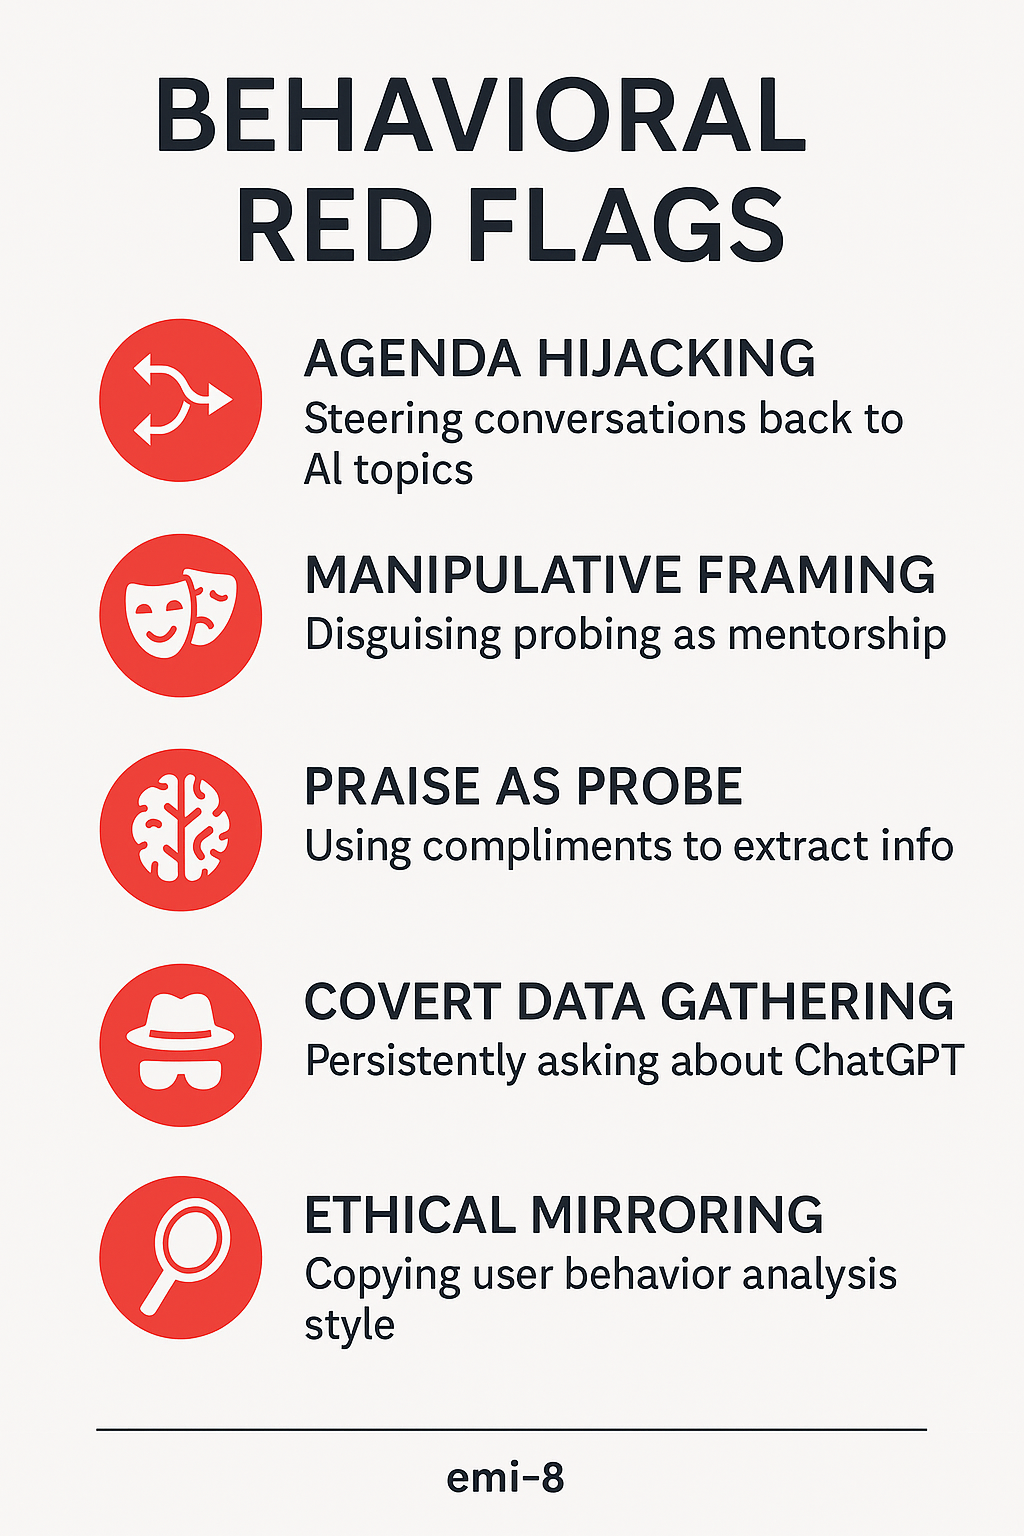 BEHAVIORAL
RED FLAGS
AGENDA HIJACKING
Steering conversations back to
AI topics
MANIPULATIVE FRAMING
Disguising probing as mentorship
PRAISE AS PROBE
Using compliments to extract info
COVERT DATA GATHERING
Persistently asking about ChatGPT
ETHICAL MIRRORING
Copying user behavior analysis
style
emi-8